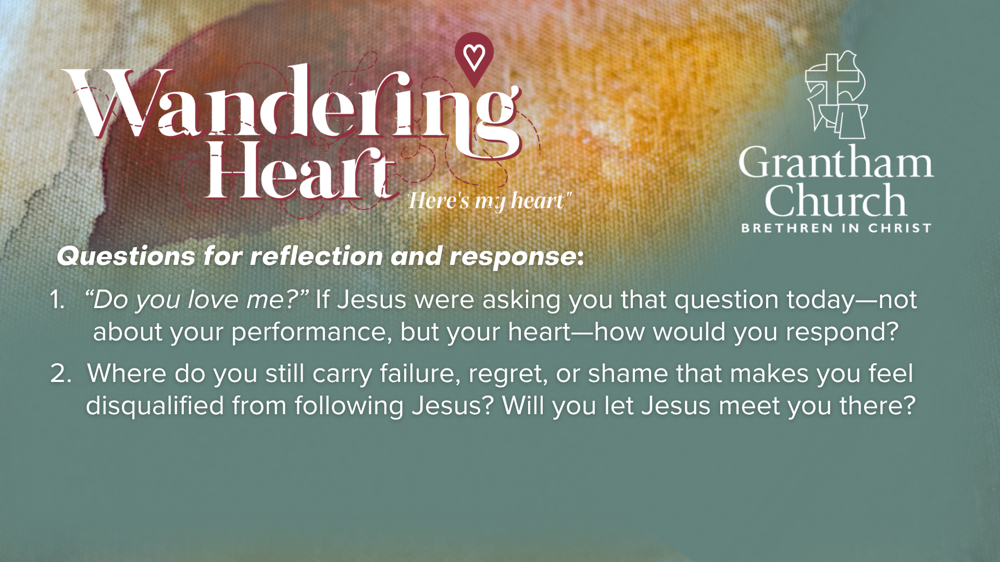 Wandering
Heart
"Here's my heart"
Grantham
Church
BRETHREN IN CHRIST
Questions for reflection and response:
1. “Do you love me?” If Jesus were asking you that question today—not
about your performance, but your heart—how would you respond?
2. Where do you still carry failure, regret, or shame that makes you feel
disqualified from following Jesus? Will you let Jesus meet you there?